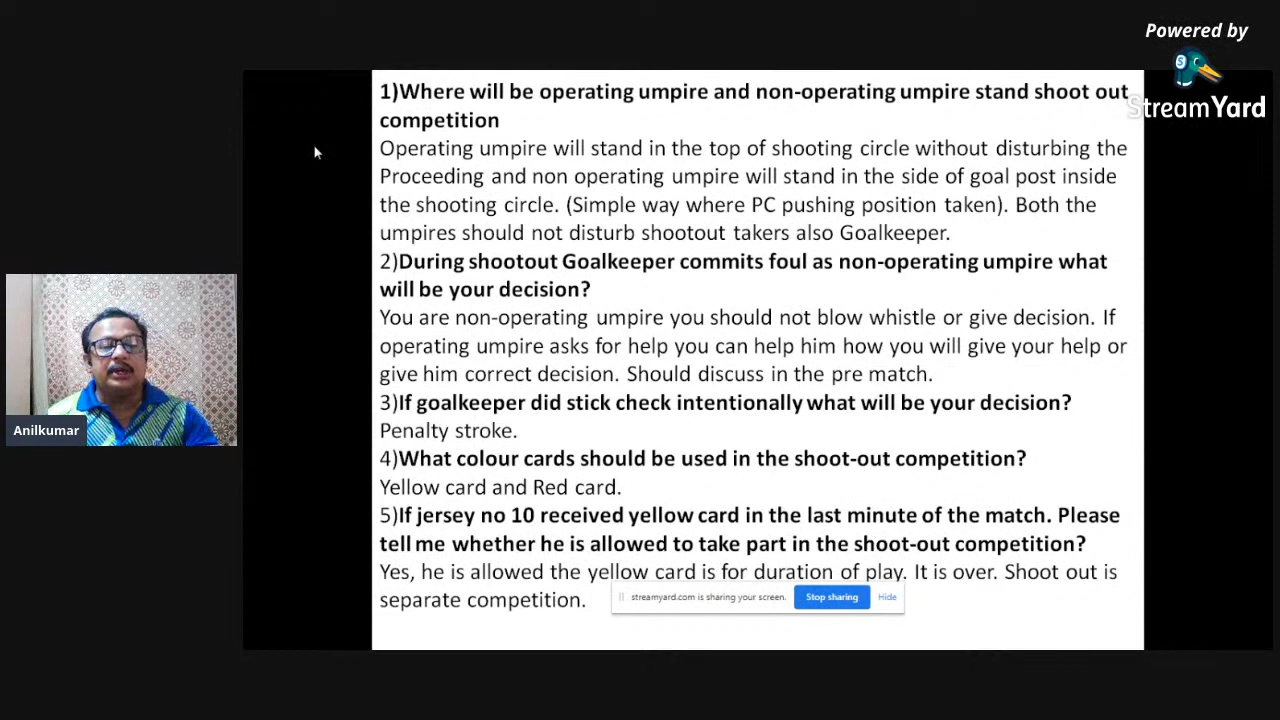 Powered by
StreamYard
1)Where will be operating umpire and non-operating umpire stand shoot out
competition
Operating umpire will stand in the top of shooting circle without disturbing the
Proceeding and non operating umpire will stand in the side of goal post inside
the shooting circle. (Simple way where PC pushing position taken). Both the
umpires should not disturb shootout takers also Goalkeeper.
2)During shootout Goalkeeper commits foul as non-operating umpire what
will be your decision?
You are non-operating umpire you should not blow whistle or give decision. If
operating umpire asks for help you can help him how you will give your help or
give him correct decision. Should discuss in the pre match.
3)If goalkeeper did stick check intentionally what will be your decision?
Penalty stroke.
4)What colour cards should be used in the shoot-out competition?
Yellow card and Red card.
5)If jersey no 10 received yellow card in the last minute of the match. Please
tell me whether he is allowed to take part in the shoot-out competition?
Yes, he is allowed the yellow card is for duration of play. It is over. Shoot out is
separate competition.
streamyard.com is sharing your screen.
Stop sharing
Hide
Anilkumar